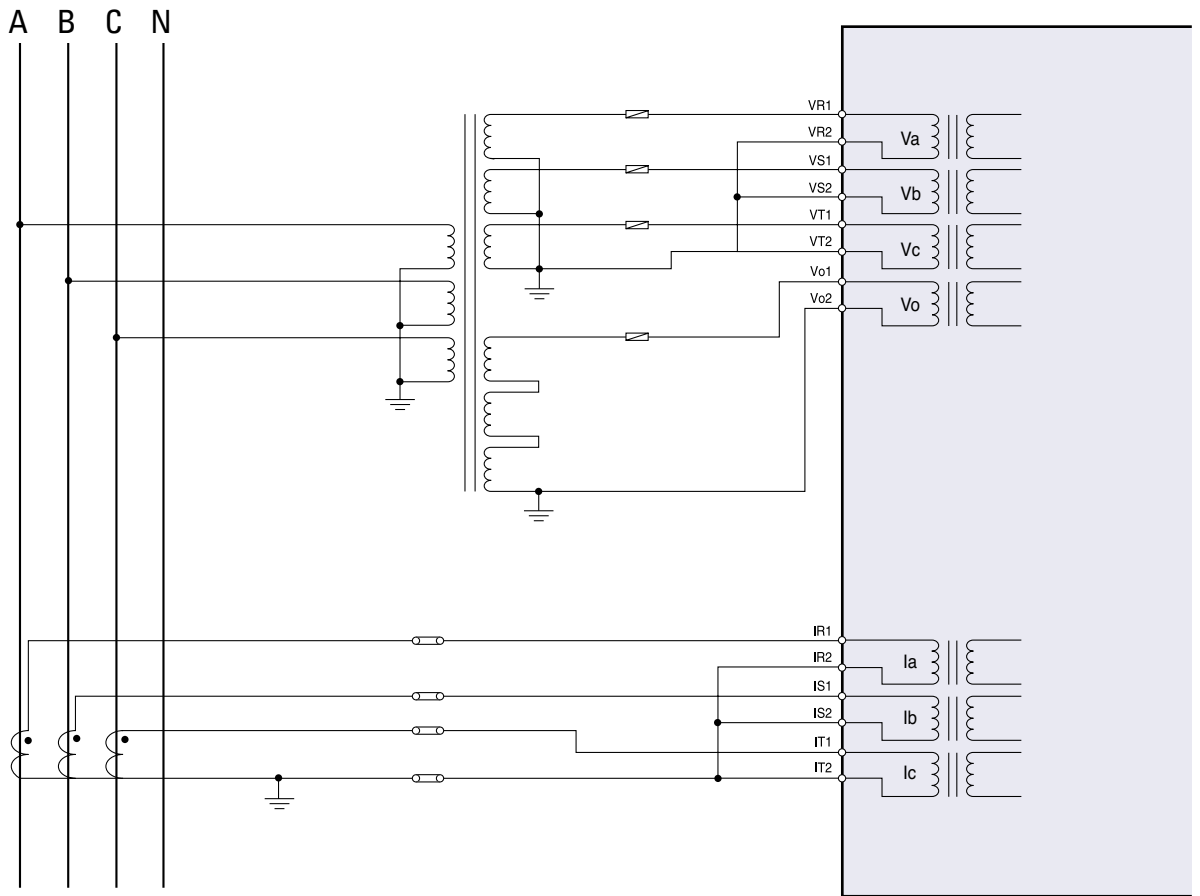 A B C N
VR1
VR2
Va
VS1
VS2
Vb
VT1
VT2
Vc
Vo1
Vo2
Vo
IR1
IR2
Ia
IS1
IS2
Ib
IT1
IT2
Ic